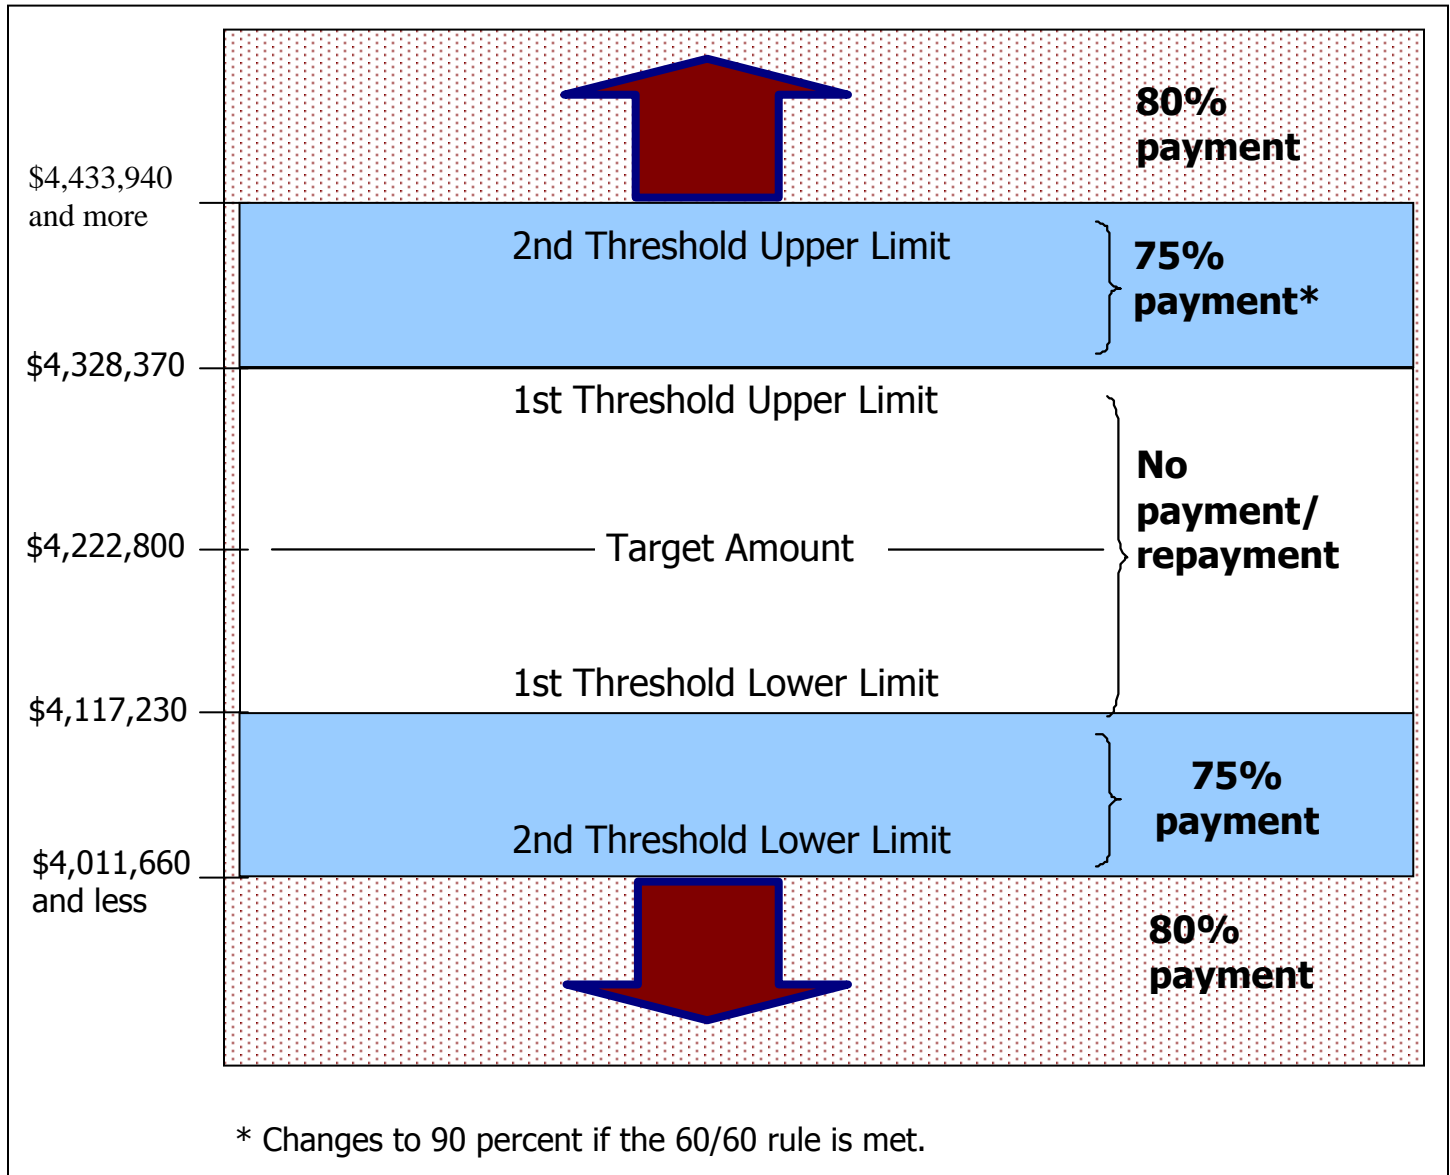 80%
payment
$4,433,940
and more
2nd Threshold Upper Limit
75%
payment*
$4,328,370
1st Threshold Upper Limit
No
payment/
repayment
$4,222,800
Target Amount
1st Threshold Lower Limit
$4,117,230
75%
payment
2nd Threshold Lower Limit
$4,011,660
and less
80%
payment
* Changes to 90 percent if the 60/60 rule is met.